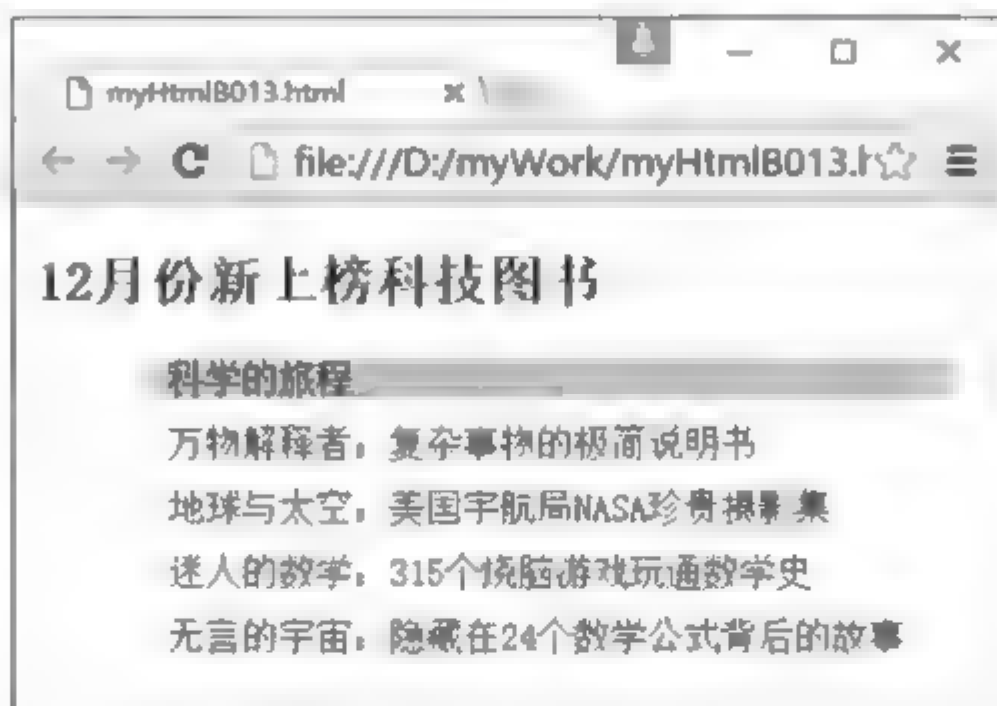 myHtmlB013.html
file:///D:/myWork/myHtmlB013.h
12月份新上榜科技图书
科学的旅程
万物解释者：复杂事物的极简说明书
地球与太空：美国宇航局NASA珍贵摄影集
迷人的数学：315个烧脑游戏玩通数学史
无言的宇宙：隐藏在24个数学公式背后的故事